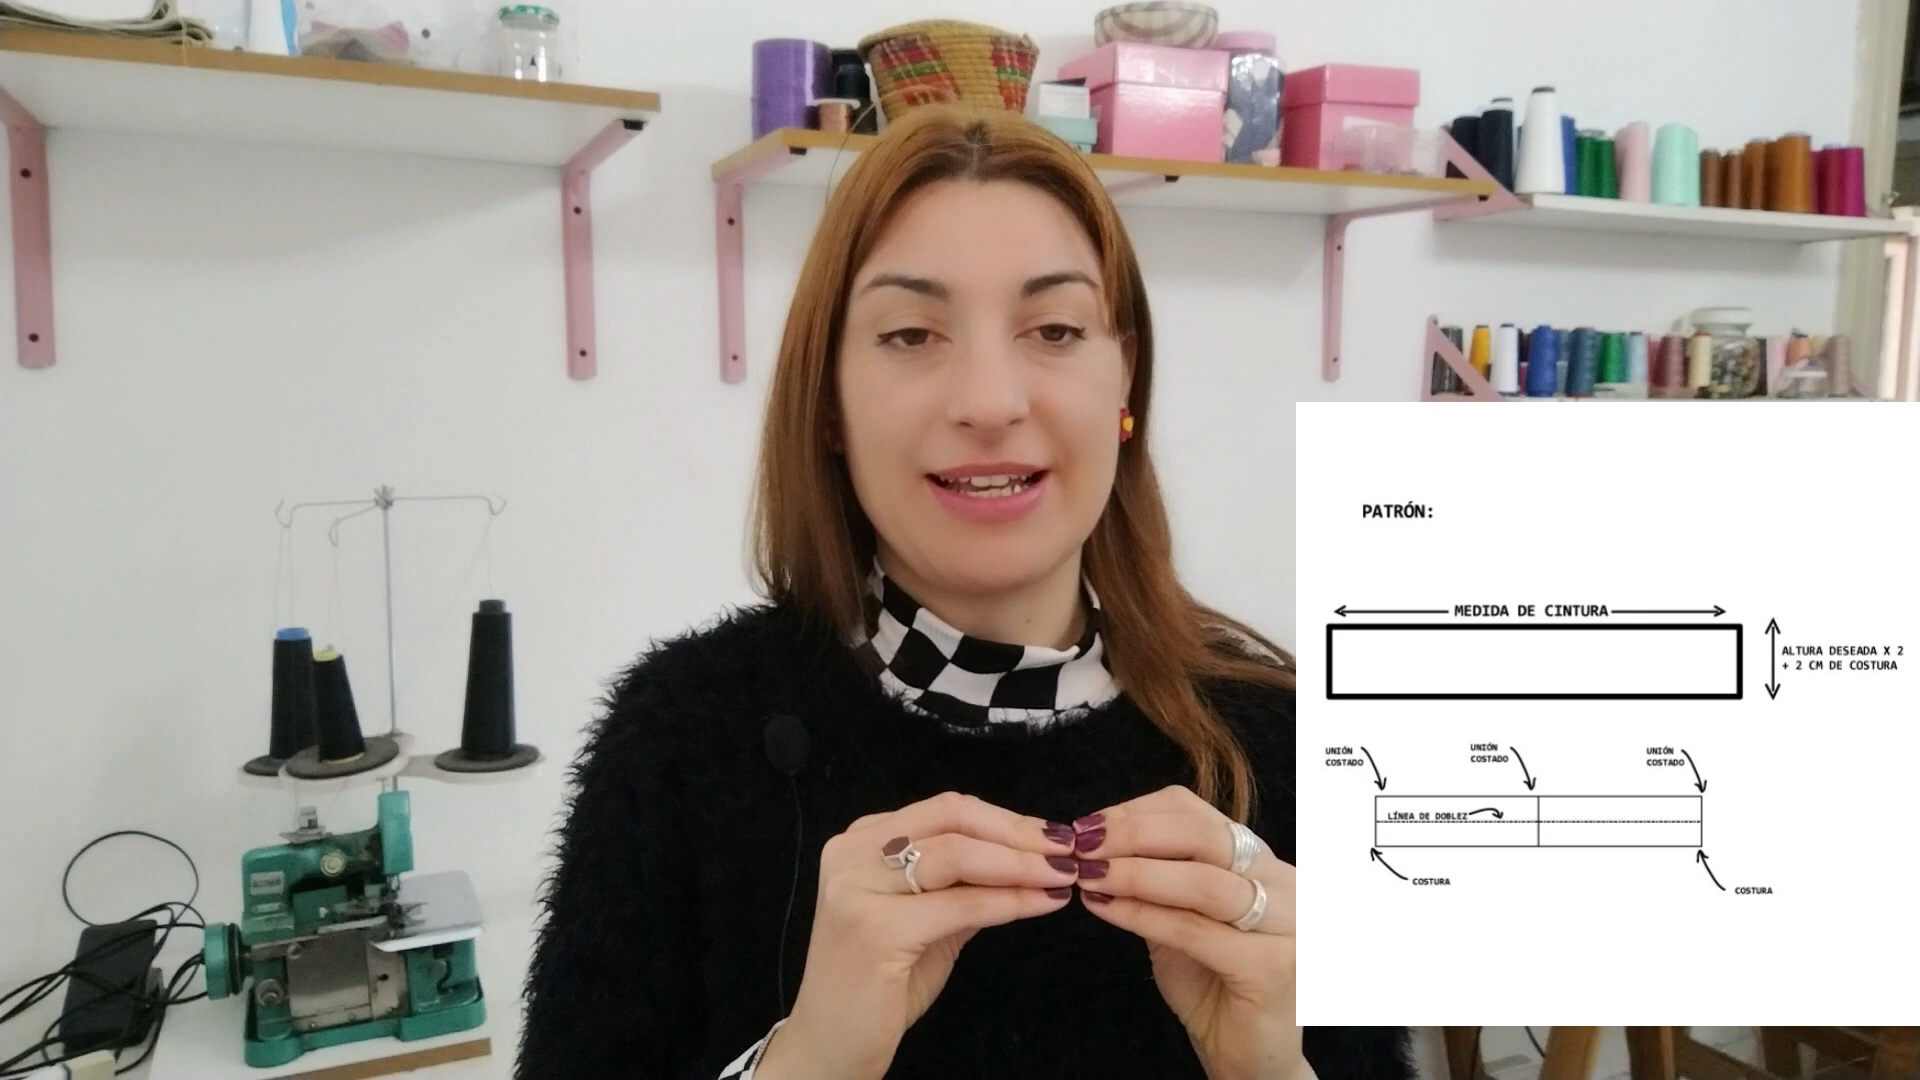 PATRÓN:
MEDIDA DE CINTURA
ALTURA DESEADA X 2
+ 2 CM DE COSTURA
UNIÓN
COSTADO
UNIÓN
COSTADO
UNIÓN
COSTADO
LÍNEA DE DOBLEZ
COSTURA
COSTURA